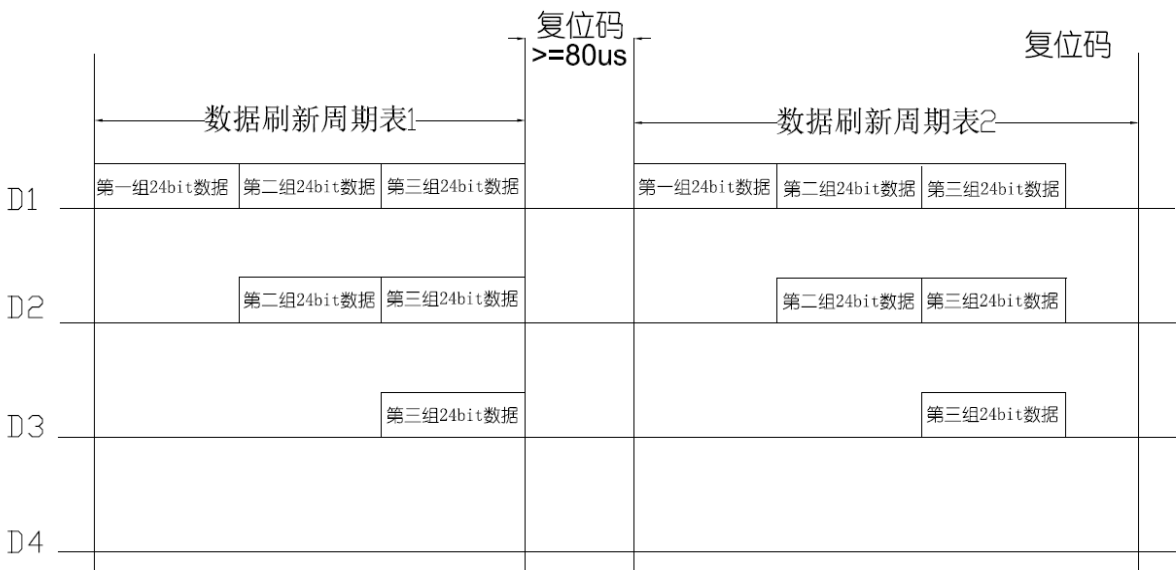 复位码
>=80us
复位码
数据刷新周期表1
数据刷新周期表2
D1
第一组24bit数据
第二组24bit数据
第三组24bit数据
第一组24bit数据
第二组24bit数据
第三组24bit数据
D2
第二组24bit数据
第三组24bit数据
第二组24bit数据
第三组24bit数据
D3
第三组24bit数据
第三组24bit数据
D4